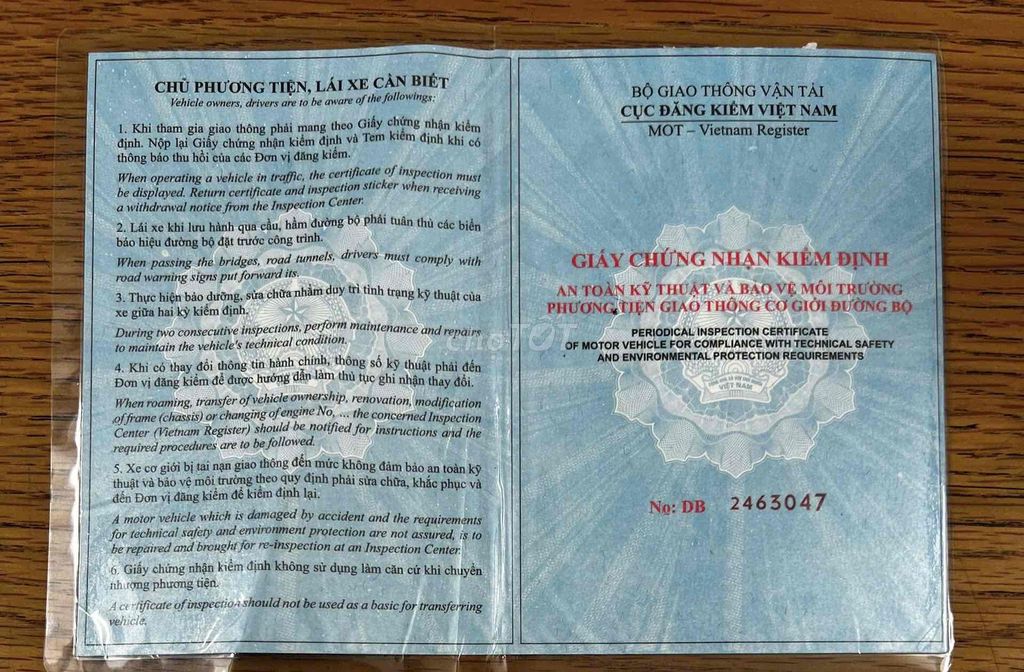 CHỦ PHƯƠNG TIỆN, LÁI XE CẦN BIẾT
Vehicle owners, drivers are to be aware of the followings:
1. Khi tham gia giao thông phải mang theo Giấy chứng nhận kiểm
định. Nộp lại Giấy chứng nhận kiểm định và Tem kiểm định khi có
thông báo thu hồi của các Đơn vị đăng kiểm.
When operating a vehicle in traffic, the certificate of inspection must
be displayed. Return certificate and inspection sticker when receiving
a withdrawal notice from the Inspection Center.
2. Lái xe khi lưu hành qua cầu, hầm đường bộ phải tuân thủ các biển
báo hiệu đường bộ đặt trước công trình.
When passing the bridges, road tunnels, drivers must comply with
road warning signs put forward its.
3. Thực hiện bảo dưỡng, sửa chữa nhằm duy trì tình trạng kỹ thuật của
xe giữa hai kỳ kiểm định.
During two consecutive inspections, perform maintenance and repairs
to maintain the vehicle's technical condition.
4. Khi có thay đổi thông tin hành chính, thông số kỹ thuật phải đến
Đơn vị đăng kiểm để được hướng dẫn làm thủ tục ghi nhận thay đổi.
When roaming, transfer of vehicle ownership, renovation, modification
of frame (chassis) or changing of engine No, ... the concerned Inspection
Center (Vietnam Register) should be notified for instructions and the
required procedures are to be followed.
5. Xe cơ giới bị tai nạn giao thông đến mức không đảm bảo an toàn kỹ
thuật và bảo vệ môi trường theo quy định phải sửa chữa, khắc phục và
đến Đơn vị đăng kiểm để kiểm định lại.
A motor vehicle which is damaged by accident and the requirements
for technical safety and environment protection are not assured, is to
be repaired and brought for re-inspection at an Inspection Center.
6. Giấy chứng nhận kiểm định không sử dụng làm căn cứ khi chuyển
nhượng phương tiện.
A certificate of inspection should not be used as a basic for transferring
vehicle.
BỘ GIAO THÔNG VẬN TẢI
CỤC ĐĂNG KIỂM VIỆT NAM
MOT – Vietnam Register
GIẤY CHỨNG NHẬN KIỂM ĐỊNH
AN TOÀN KỸ THUẬT VÀ BẢO VỆ MÔI TRƯỜNG
PHƯƠNG TIỆN GIAO THÔNG CƠ GIỚI ĐƯỜNG BỘ
PERIODICAL INSPECTION CERTIFICATE
OF MOTOR VEHICLE FOR COMPLIANCE WITH TECHNICAL SAFETY
AND ENVIRONMENTAL PROTECTION REQUIREMENTS
VIỆT NAM
No: DB 2463047
chợTỐT